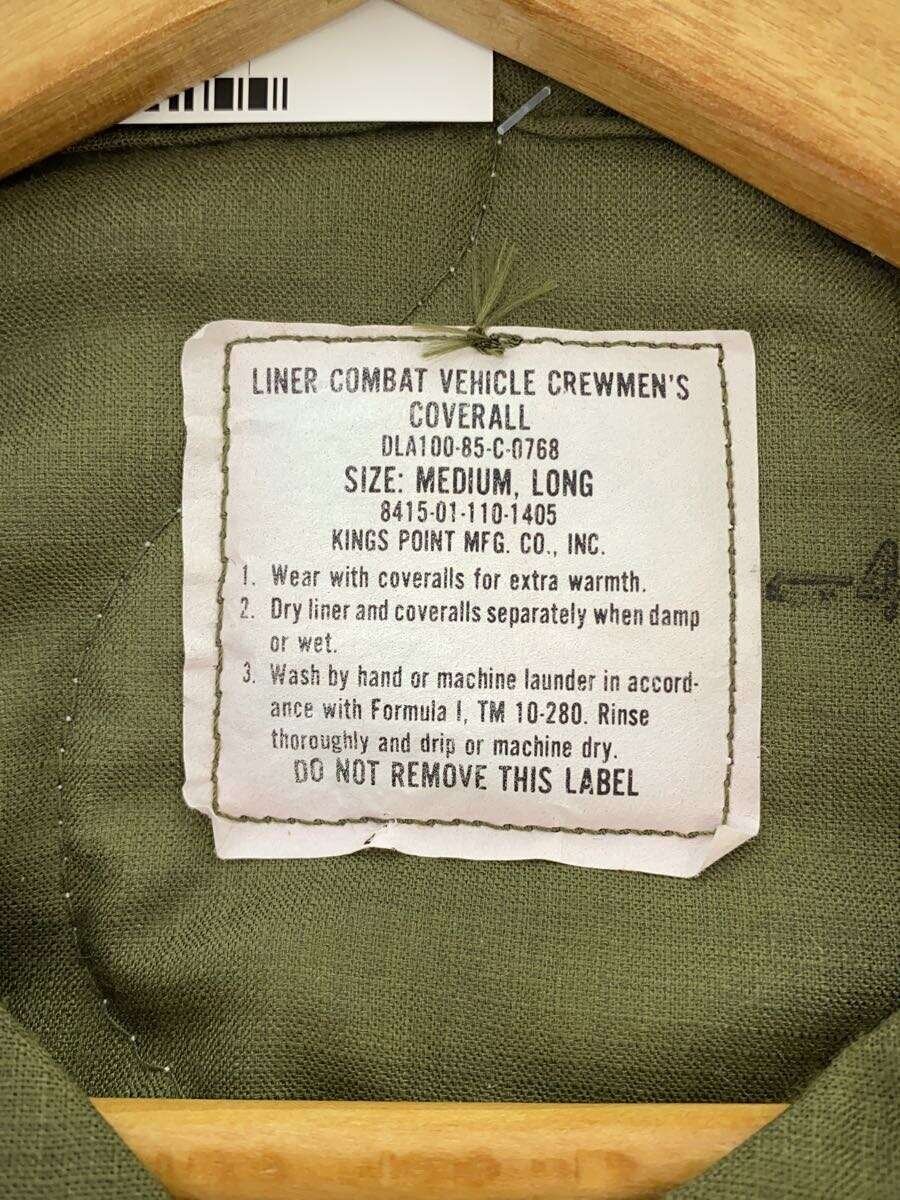 LINER COMBAT VEHICLE CREWMEN'S
COVERALL
DLA100-85-C-0768
SIZE: MEDIUM, LONG
8415-01-110-1405
KINGS POINT MFG. CO., INC.
1. Wear with coveralls for extra warmth.
2. Dry liner and coveralls separately when damp
or wet.
3. Wash by hand or machine launder in accord-
ance with Formula I, TM 10-280. Rinse
thoroughly and drip or machine dry.
DO NOT REMOVE THIS LABEL